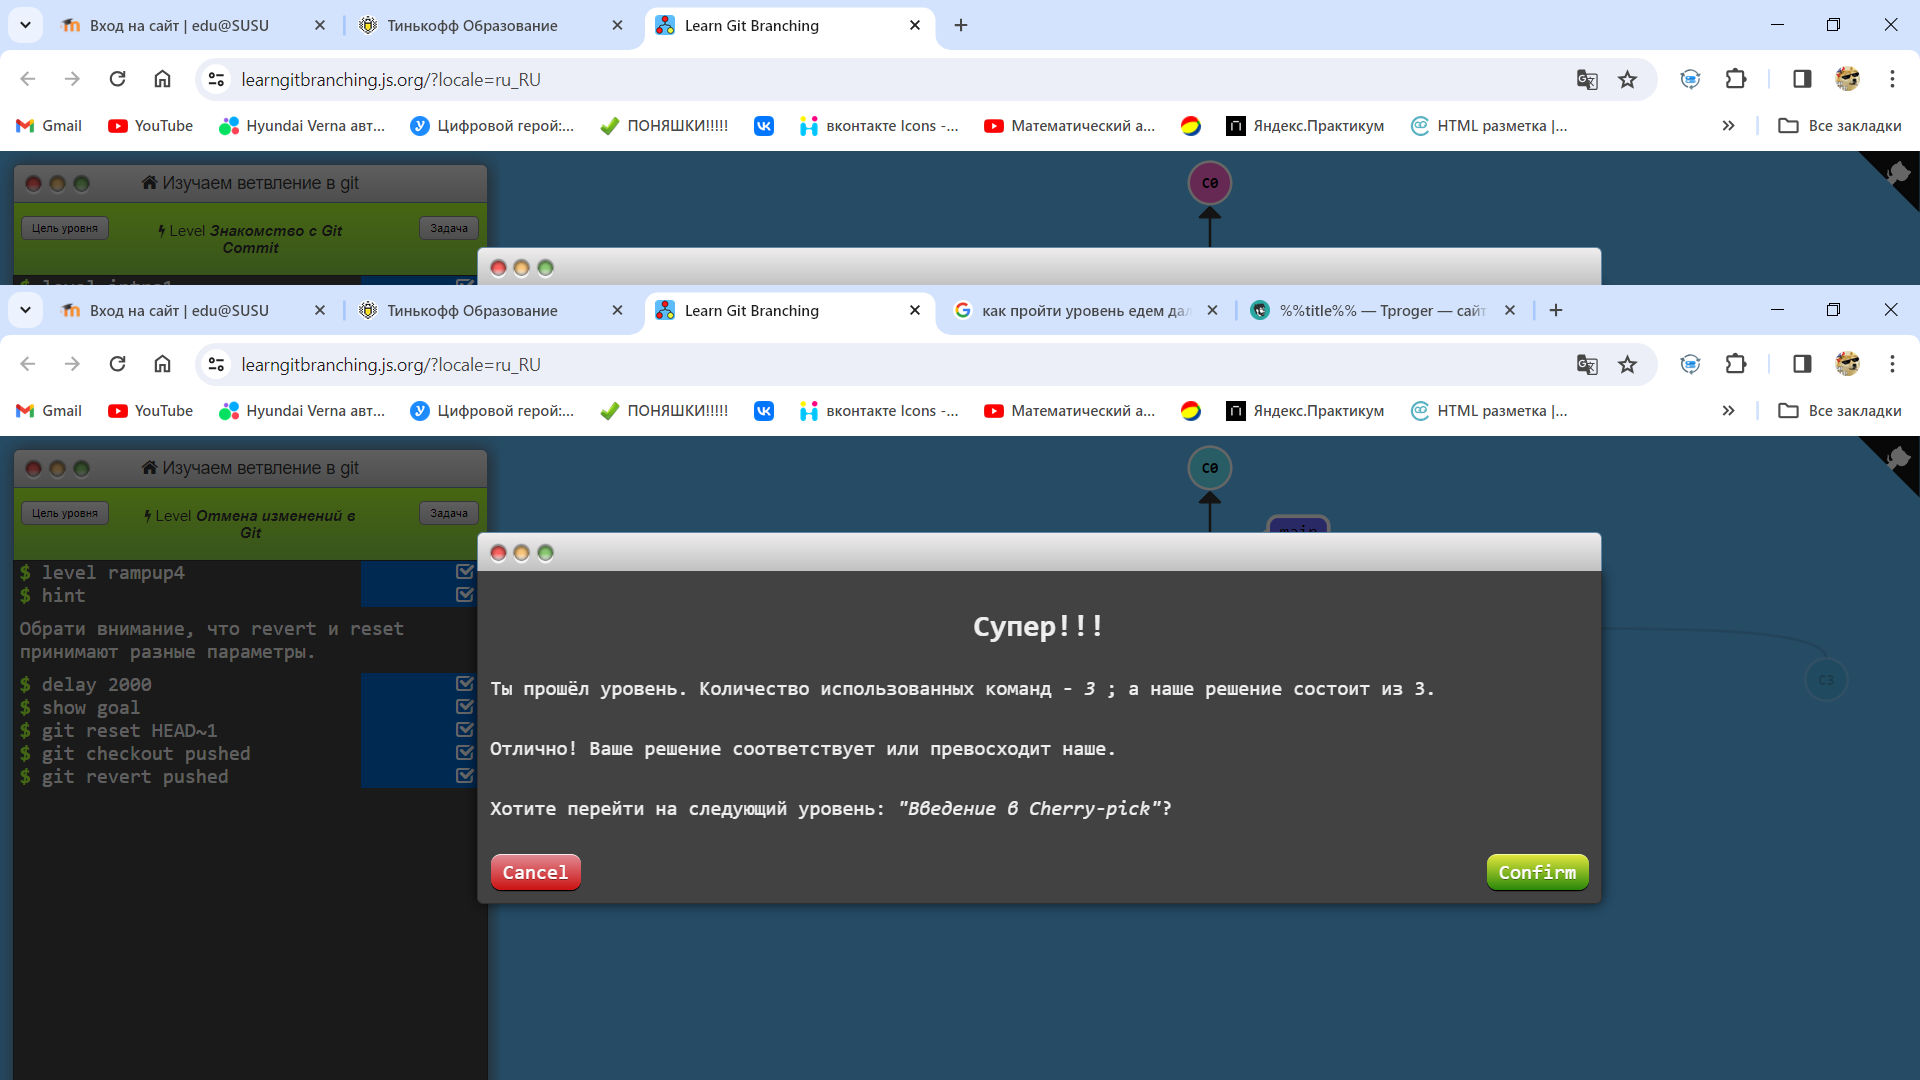 Вход на сайт | edu@SUSU
Тинькофф Образование
Learn Git Branching
learngitbranching.js.org/?locale=ru_RU
Gmail
YouTube
Hyundai Verna авт...
Цифровой герой:...
ПОНЯШКИ!!!!!
вконтакте Icons -...
Математический а...
Яндекс.Практикум
HTML разметка |...
Все закладки
Изучаем ветвление в git
Цель уровня
Level Знакомство с Git
Commit
Задача
$ level intro1
C0
Вход на сайт | edu@SUSU
Тинькофф Образование
Learn Git Branching
как пройти уровень едем дал
%%title%% — Tproger — сайт
learngitbranching.js.org/?locale=ru_RU
Gmail
YouTube
Hyundai Verna авт...
Цифровой герой:...
ПОНЯШКИ!!!!!
вконтакте Icons -...
Математический а...
Яндекс.Практикум
HTML разметка |...
Все закладки
Изучаем ветвление в git
Цель уровня
Level Отмена изменений в
Git
Задача
$ level rampup4
$ hint
Обрати внимание, что revert и reset
принимают разные параметры.
$ delay 2000
$ show goal
$ git reset HEAD~1
$ git checkout pushed
$ git revert pushed
C0
main
C3
Супер!!!
Ты прошёл уровень. Количество использованных команд - 3 ; а наше решение состоит из 3.
Отлично! Ваше решение соответствует или превосходит наше.
Хотите перейти на следующий уровень: "Введение в Cherry-pick"?
Cancel
Confirm